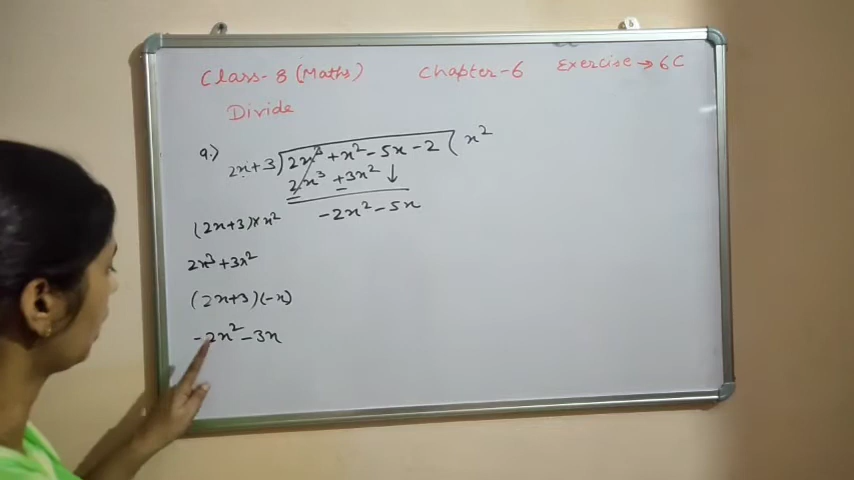 Class-8 (Maths) Chapter-6 Exercise → 6C
Divide
9.) 2x+3) 2x³ + x² - 5x - 2 ( x²
2x³ + 3x² ↓
- 2x² - 5x
(2x+3)×x²
2x³ + 3x²
(2x+3)(-x)
- 2x² - 3x